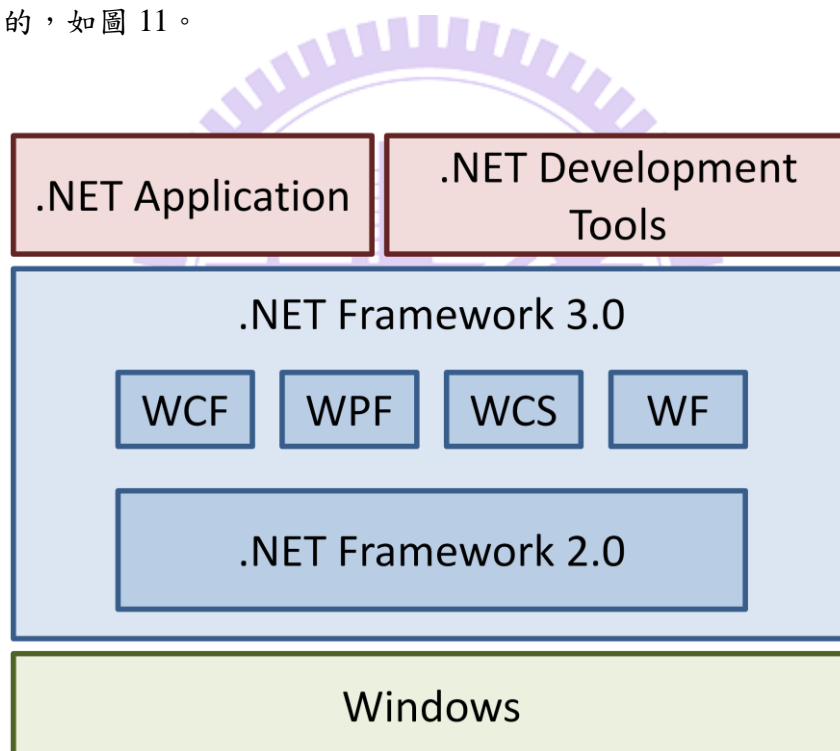 的，如圖 11。
.NET Application
.NET Development
Tools
.NET Framework 3.0
WCF WPF WCS WF
.NET Framework 2.0
Windows